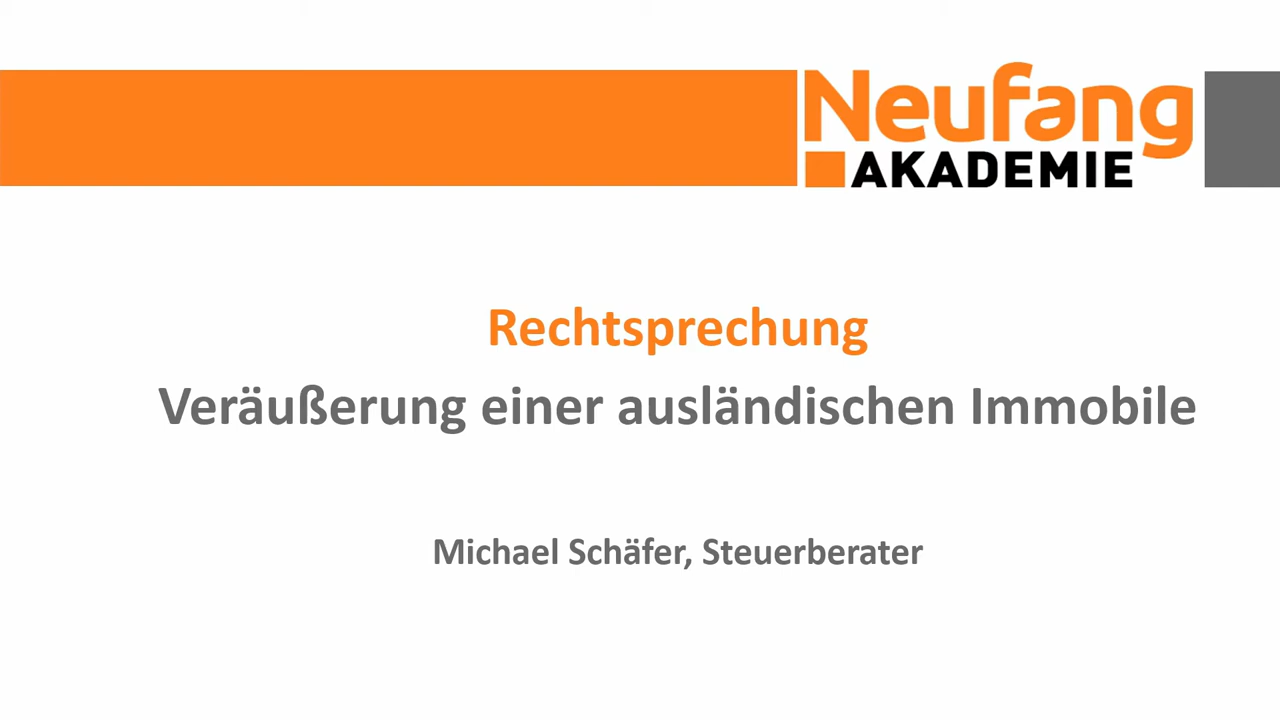 Neufang
AKADEMIE
Rechtsprechung
Veräußerung einer ausländischen Immobile
Michael Schäfer, Steuerberater